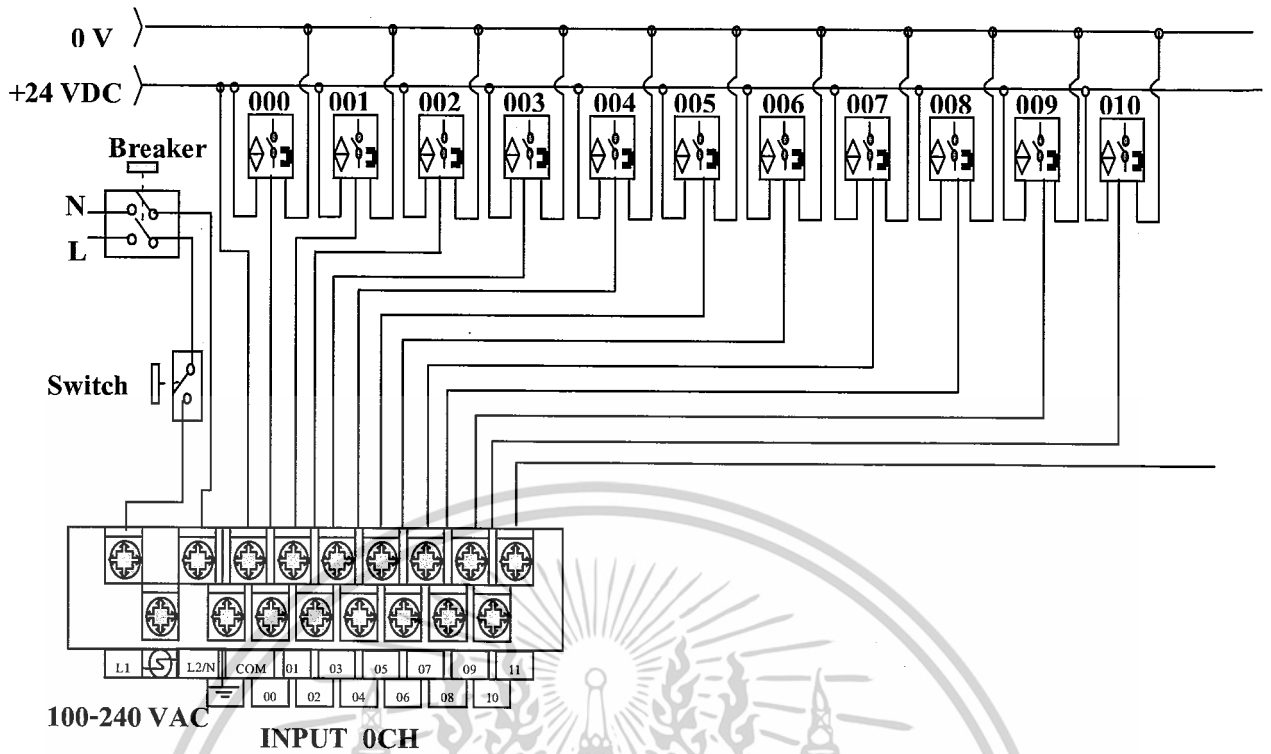 0 V
+24 VDC
000 001 002 003 004 005 006 007 008 009 010
Breaker
N
L
Switch
L1 L2/N COM 01 03 05 07 09 11
00 02 04 06 08 10
100-240 VAC
INPUT 0CH